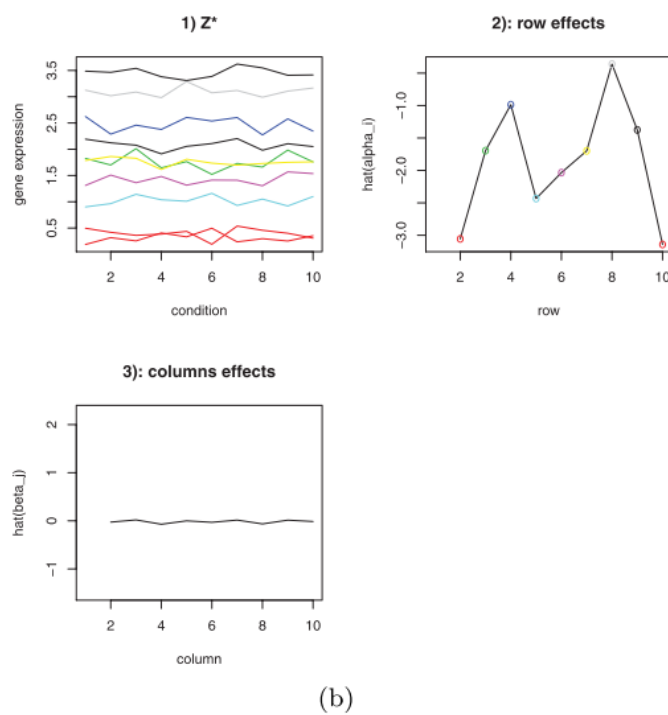 1) Z*
gene expression
3.5
2.5
1.5
0.5
2 4 6 8 10
condition
2): row effects
hat(alpha_i)
−1.0
−2.0
−3.0
2 4 6 8 10
row
3): columns effects
hat(beta_j)
2
1
0
−1
2 4 6 8 10
column
(b)